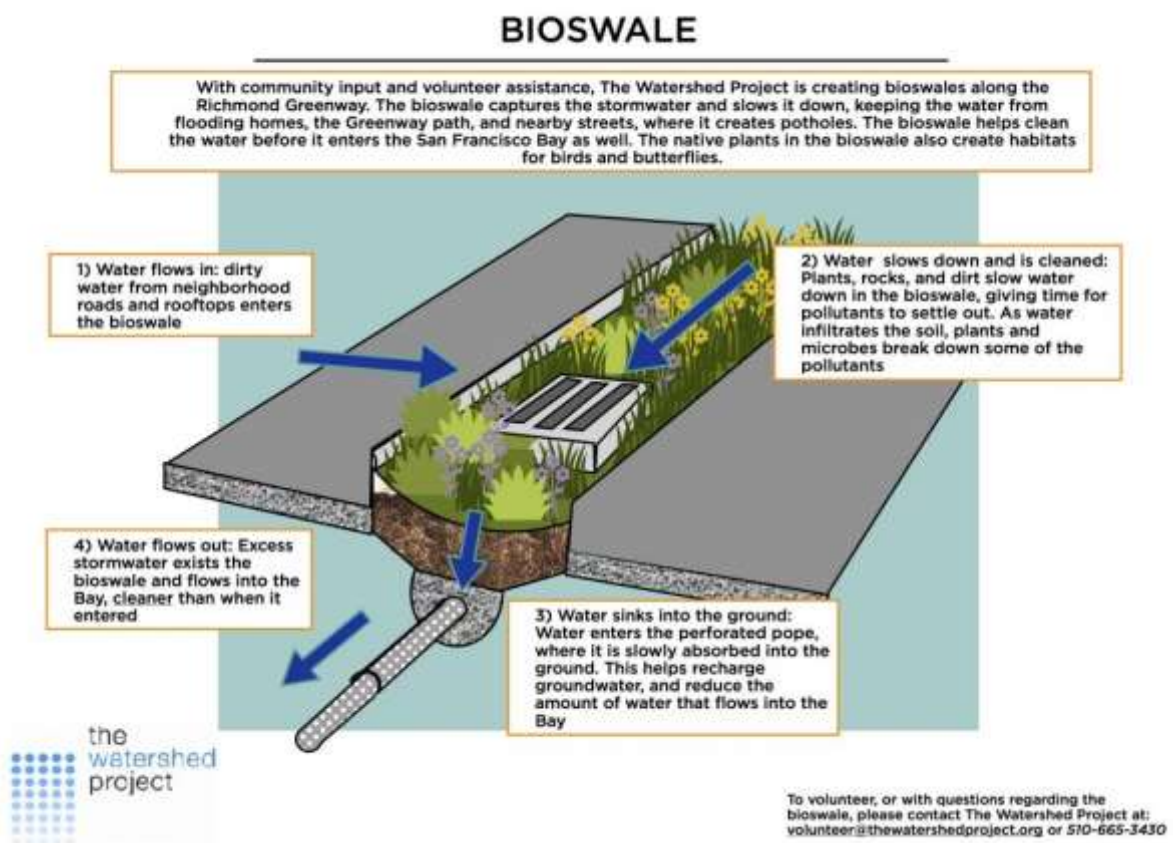 BIOSWALE
With community input and volunteer assistance, The Watershed Project is creating bioswales along the
Richmond Greenway. The bioswale captures the stormwater and slows it down, keeping the water from
flooding homes, the Greenway path, and nearby streets, where it creates potholes. The bioswale helps clean
the water before it enters the San Francisco Bay as well. The native plants in the bioswale also create habitats
for birds and butterflies.
1) Water flows in: dirty
water from neighborhood
roads and rooftops enters
the bioswale
2) Water slows down and is cleaned:
Plants, rocks, and dirt slow water
down in the bioswale, giving time for
pollutants to settle out. As water
infiltrates the soil, plants and
microbes break down some of the
pollutants
4) Water flows out: Excess
stormwater exists the
bioswale and flows into the
Bay, cleaner than when it
entered
3) Water sinks into the ground:
Water enters the perforated pope,
where it is slowly absorbed into the
ground. This helps recharge
groundwater, and reduce the
amount of water that flows into the
Bay
the
watershed
project
To volunteer, or with questions regarding the
bioswale, please contact The Watershed Project at:
volunteer@thewatershedproject.org or 510-665-3430